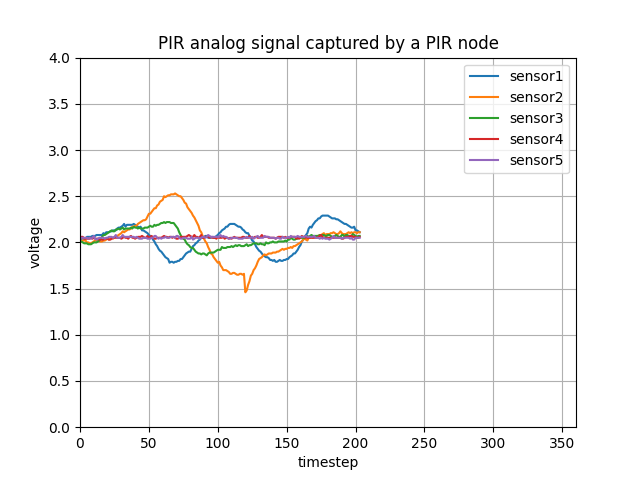 PIR analog signal captured by a PIR node
sensor1
sensor2
sensor3
sensor4
sensor5
voltage
4.0
3.5
3.0
2.5
2.0
1.5
1.0
0.5
0.0
0 50 100 150 200 250 300 350
timestep